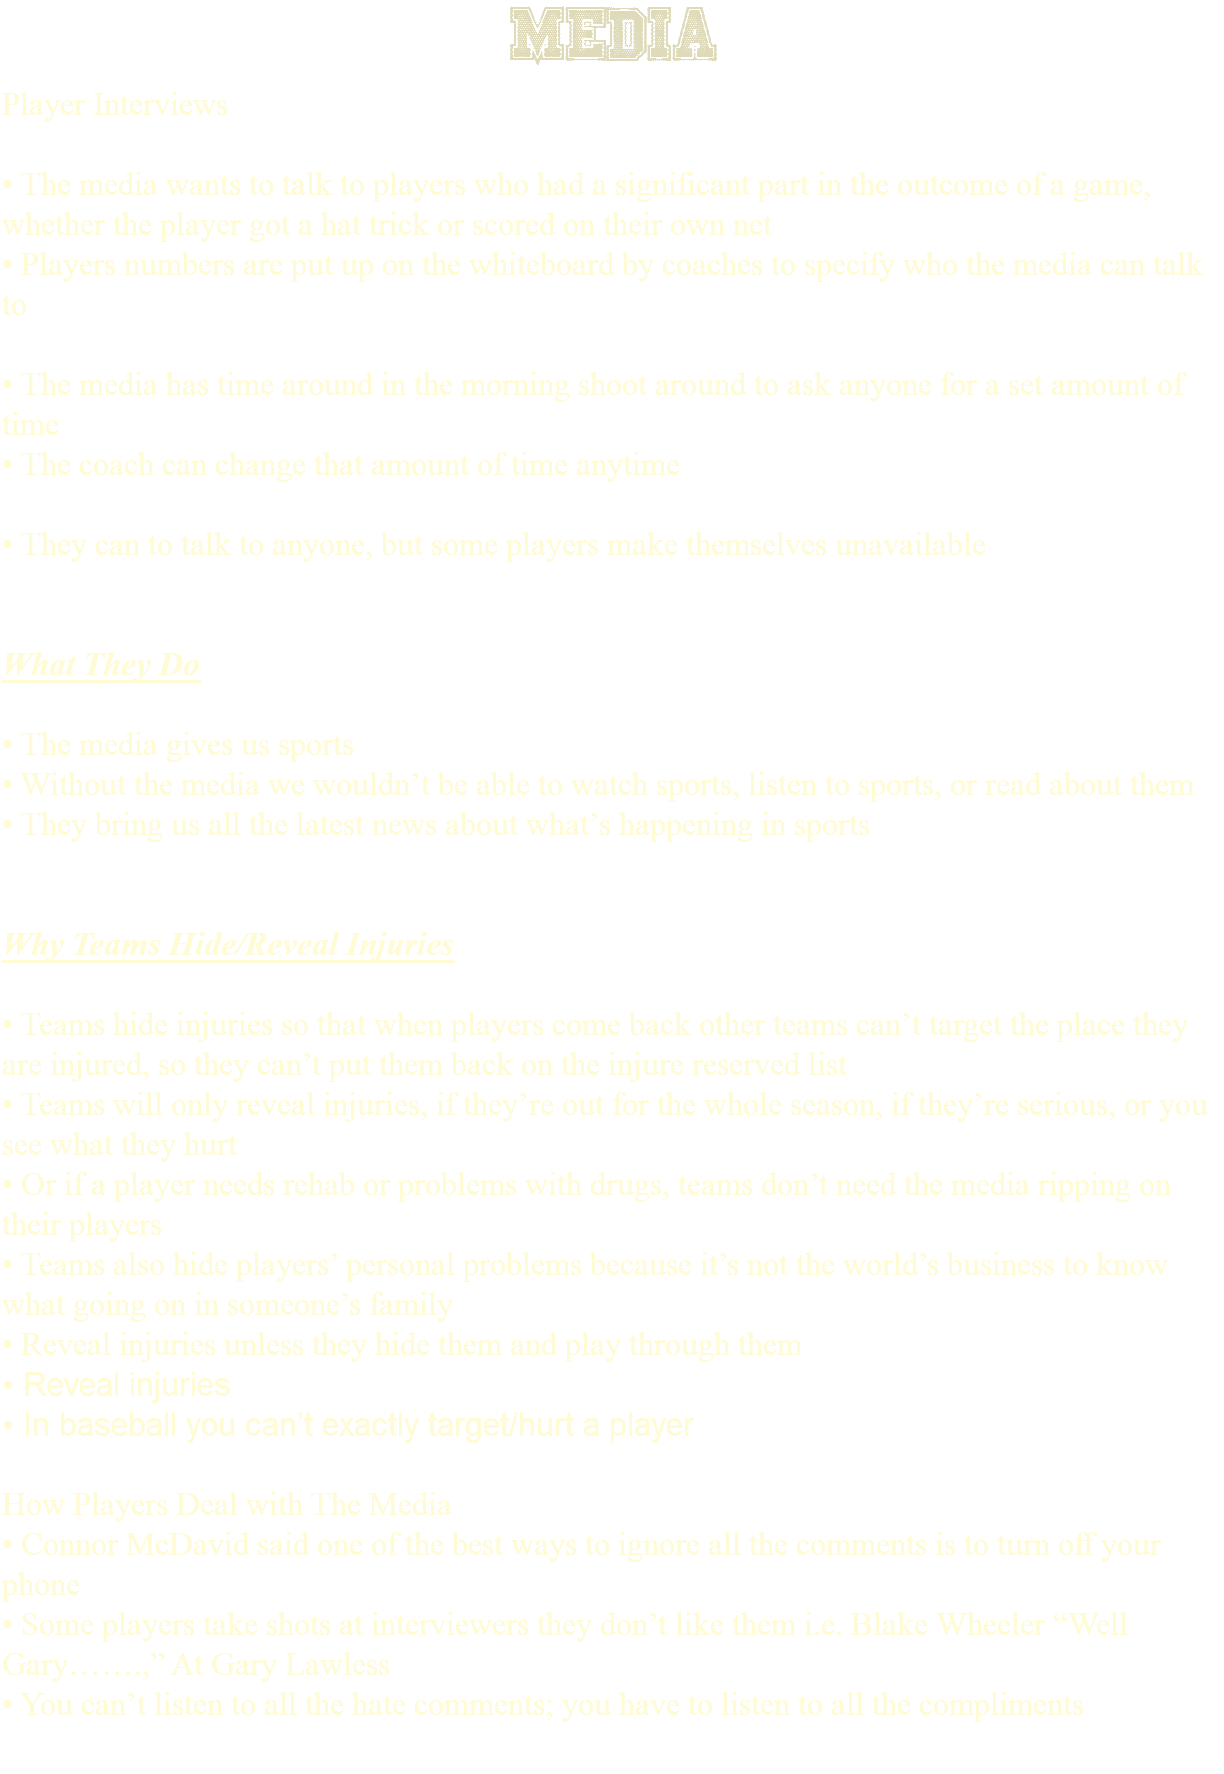 MEDIA
Player Interviews
• The media wants to talk to players who had a significant part in the outcome of a game,
whether the player got a hat trick or scored on their own net
• Players numbers are put up on the whiteboard by coaches to specify who the media can talk
to
• The media has time around in the morning shoot around to ask anyone for a set amount of
time
• The coach can change that amount of time anytime
• They can to talk to anyone, but some players make themselves unavailable
What They Do
• The media gives us sports
• Without the media we wouldn’t be able to watch sports, listen to sports, or read about them
• They bring us all the latest news about what’s happening in sports
Why Teams Hide/Reveal Injuries
• Teams hide injuries so that when players come back other teams can’t target the place they
are injured, so they can’t put them back on the injure reserved list
• Teams will only reveal injuries, if they’re out for the whole season, if they’re serious, or you
see what they hurt
• Or if a player needs rehab or problems with drugs, teams don’t need the media ripping on
their players
• Teams also hide players’ personal problems because it’s not the world’s business to know
what going on in someone’s family
• Reveal injuries unless they hide them and play through them
• Reveal injuries
• In baseball you can’t exactly target/hurt a player
How Players Deal with The Media
• Connor McDavid said one of the best ways to ignore all the comments is to turn off your
phone
• Some players take shots at interviewers they don’t like them i.e. Blake Wheeler “Well
Gary…….,” At Gary Lawless
• You can’t listen to all the hate comments; you have to listen to all the compliments